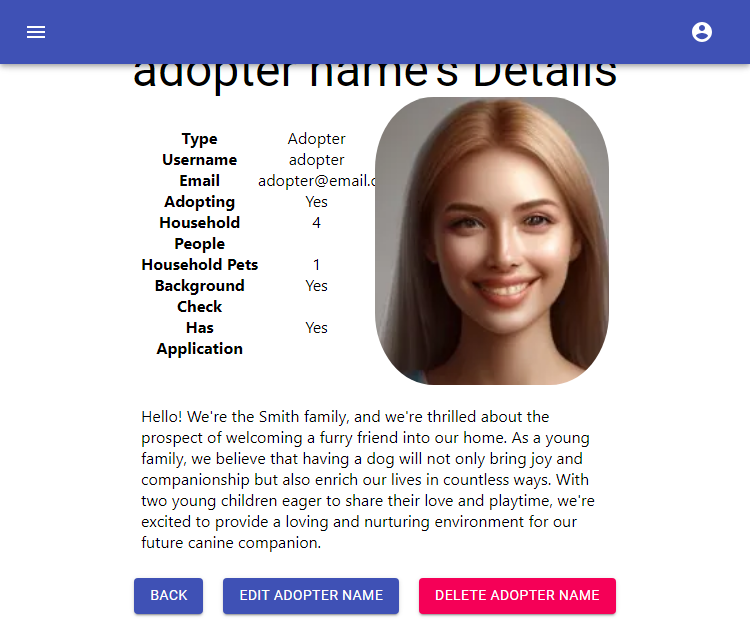 adopter name's Details
Type Adopter
Username adopter
Email adopter@email.c
Adopting Yes
Household 4
People
Household Pets 1
Background Yes
Check
Has Yes
Application
Hello! We're the Smith family, and we're thrilled about the
prospect of welcoming a furry friend into our home. As a young
family, we believe that having a dog will not only bring joy and
companionship but also enrich our lives in countless ways. With
two young children eager to share their love and playtime, we're
excited to provide a loving and nurturing environment for our
future canine companion.
BACK EDIT ADOPTER NAME DELETE ADOPTER NAME